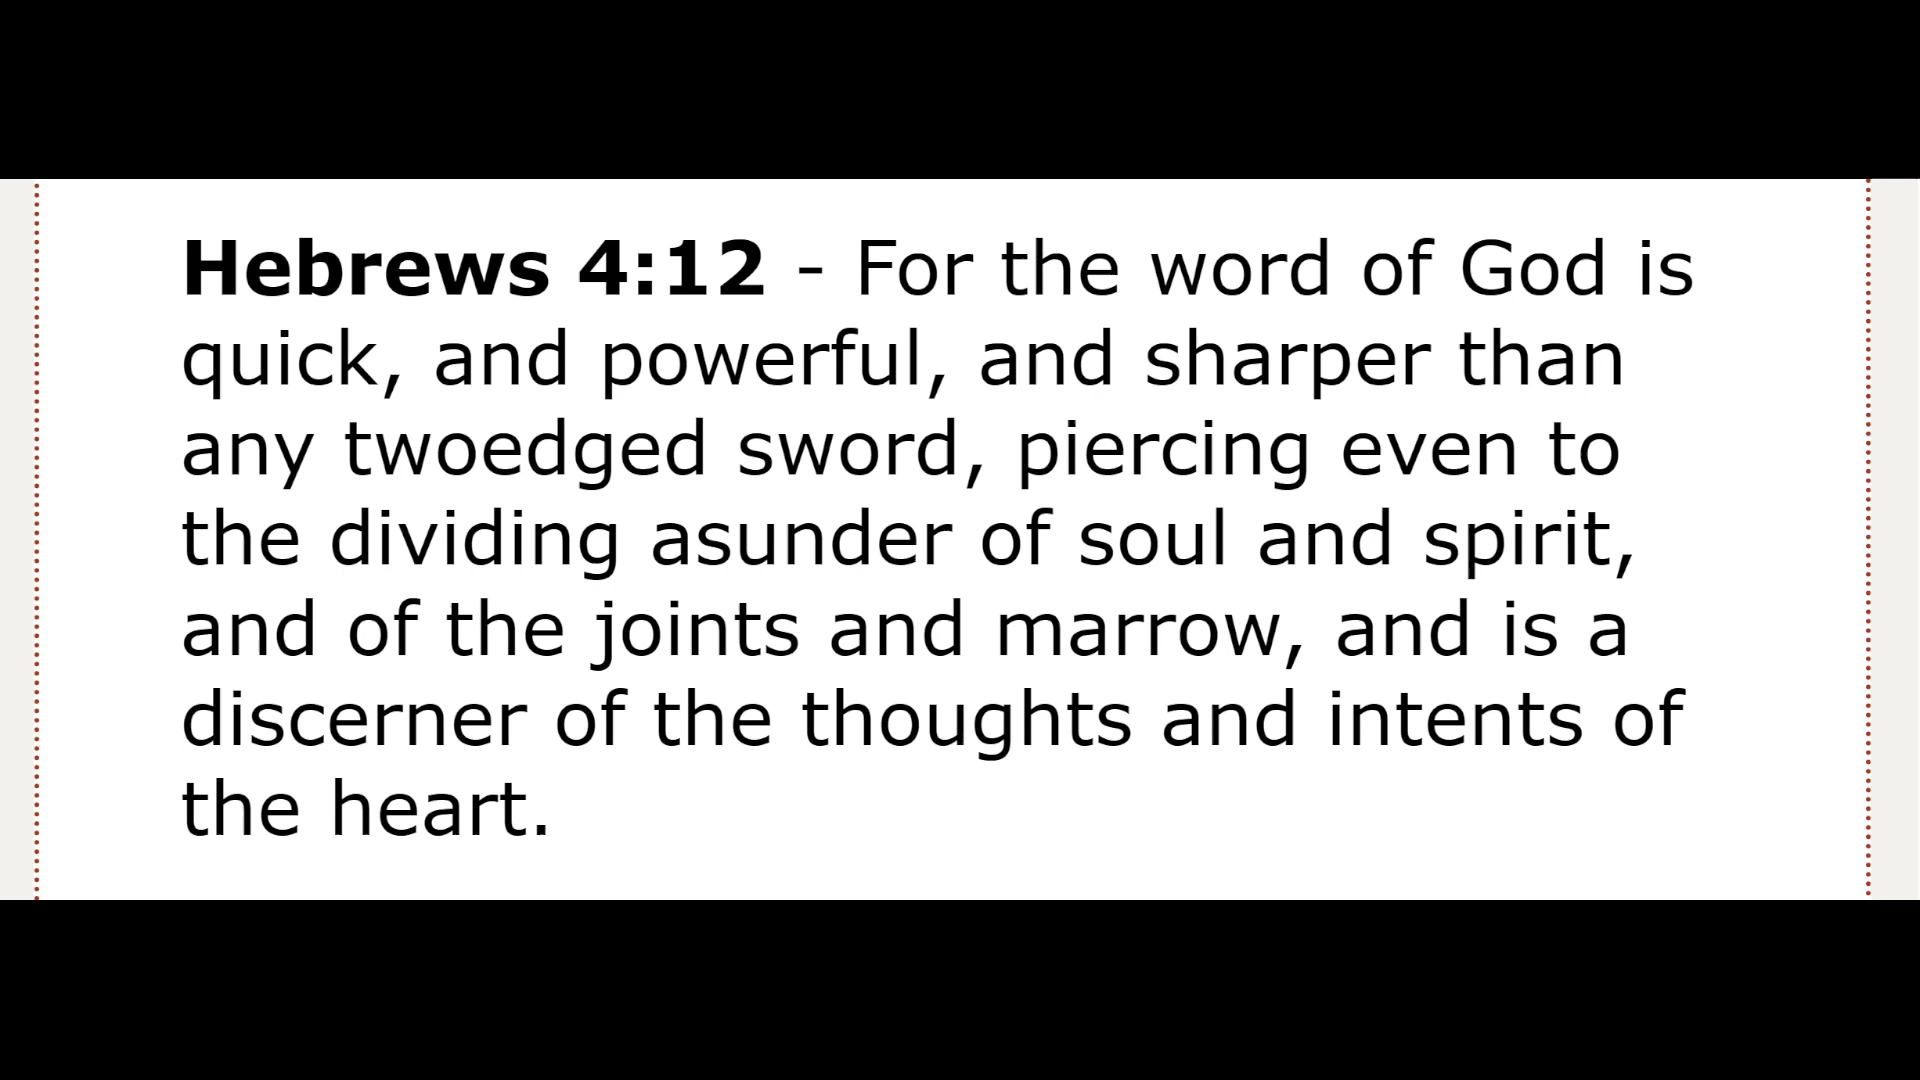 Hebrews 4:12 - For the word of God is
quick, and powerful, and sharper than
any twoedged sword, piercing even to
the dividing asunder of soul and spirit,
and of the joints and marrow, and is a
discerner of the thoughts and intents of
the heart.